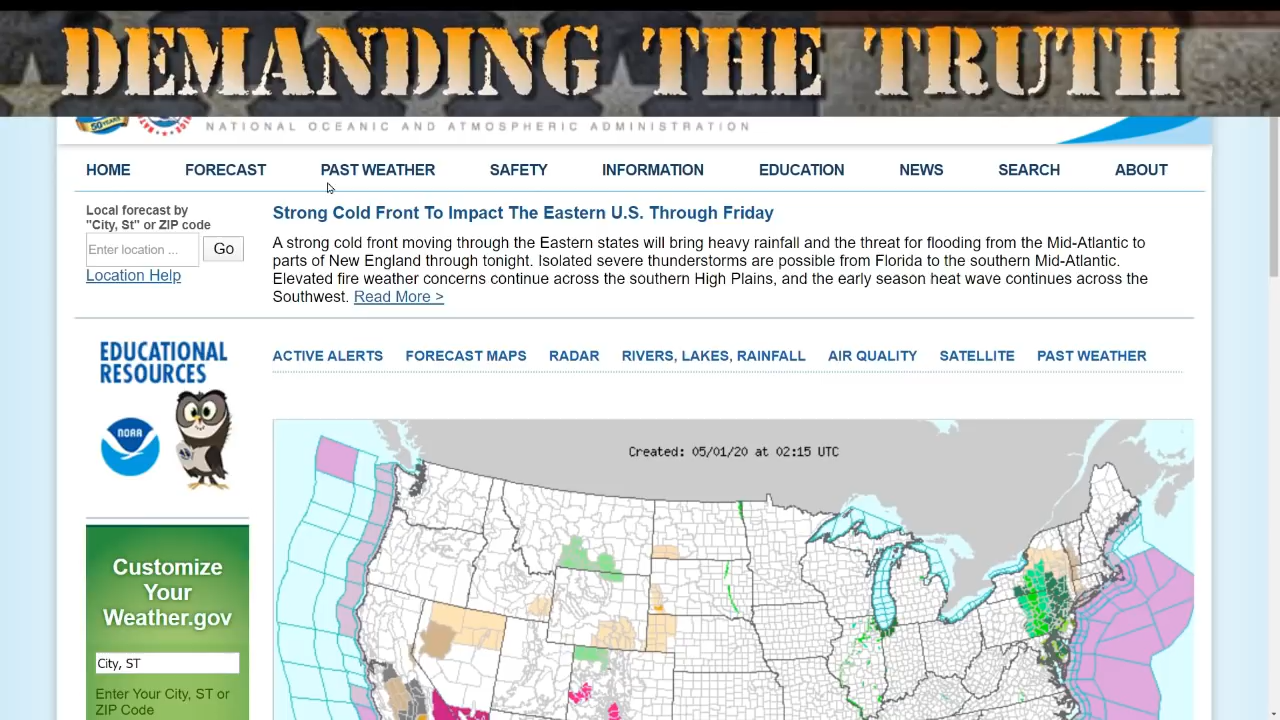 DEMANDING THE TRUTH
50 YEARS
NATIONAL OCEANIC AND ATMOSPHERIC ADMINISTRATION
HOME FORECAST PAST WEATHER SAFETY INFORMATION EDUCATION NEWS SEARCH ABOUT
Local forecast by
"City, St" or ZIP code
Enter location ...
Go
Location Help
Strong Cold Front To Impact The Eastern U.S. Through Friday
A strong cold front moving through the Eastern states will bring heavy rainfall and the threat for flooding from the Mid-Atlantic to
parts of New England through tonight. Isolated severe thunderstorms are possible from Florida to the southern Mid-Atlantic.
Elevated fire weather concerns continue across the southern High Plains, and the early season heat wave continues across the
Southwest. Read More >
EDUCATIONAL
RESOURCES
NOAA
ACTIVE ALERTS FORECAST MAPS RADAR RIVERS, LAKES, RAINFALL AIR QUALITY SATELLITE PAST WEATHER
Created: 05/01/20 at 02:15 UTC
Customize
Your
Weather.gov
City, ST
Enter Your City, ST or
ZIP Code